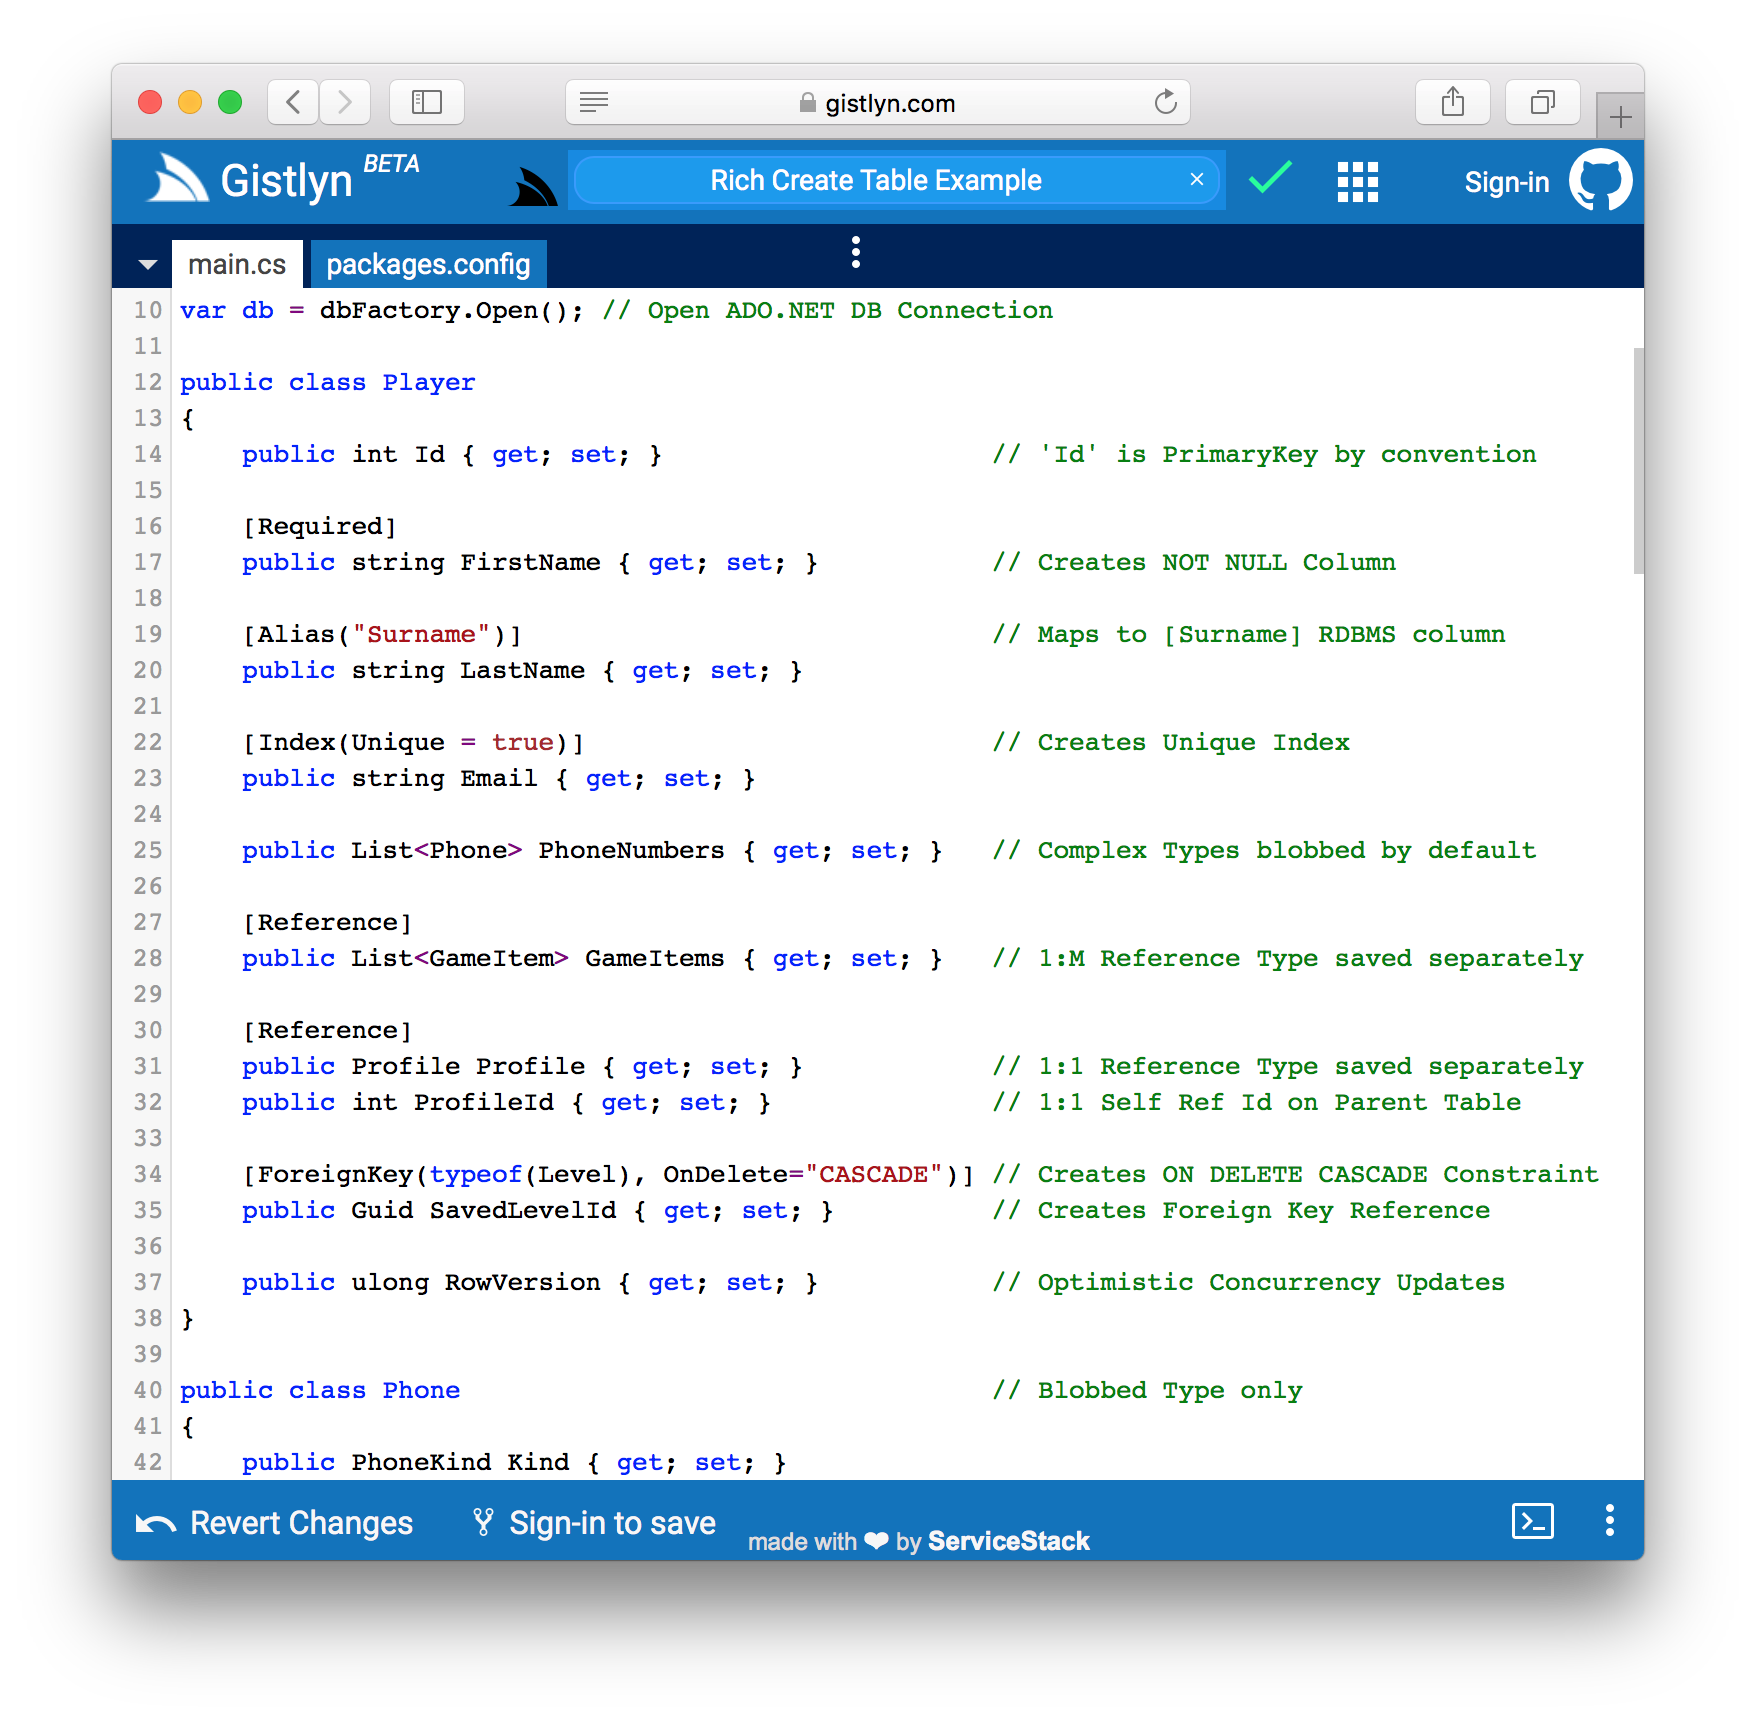 gistlyn.com
Gistlyn BETA
Rich Create Table Example
Sign-in
main.cs
packages.config
10 var db = dbFactory.Open(); // Open ADO.NET DB Connection
11
12 public class Player
13 {
14     public int Id { get; set; }                     // 'Id' is PrimaryKey by convention
15
16     [Required]
17     public string FirstName { get; set; }           // Creates NOT NULL Column
18
19     [Alias("Surname")]                              // Maps to [Surname] RDBMS column
20     public string LastName { get; set; }
21
22     [Index(Unique = true)]                          // Creates Unique Index
23     public string Email { get; set; }
24
25     public List<Phone> PhoneNumbers { get; set; }   // Complex Types blobbed by default
26
27     [Reference]
28     public List<GameItem> GameItems { get; set; }   // 1:M Reference Type saved separately
29
30     [Reference]
31     public Profile Profile { get; set; }            // 1:1 Reference Type saved separately
32     public int ProfileId { get; set; }              // 1:1 Self Ref Id on Parent Table
33
34     [ForeignKey(typeof(Level), OnDelete="CASCADE")] // Creates ON DELETE CASCADE Constraint
35     public Guid SavedLevelId { get; set; }          // Creates Foreign Key Reference
36
37     public ulong RowVersion { get; set; }           // Optimistic Concurrency Updates
38 }
39
40 public class Phone                                  // Blobbed Type only
41 {
42     public PhoneKind Kind { get; set; }
Revert Changes
Sign-in to save
made with ❤ by ServiceStack